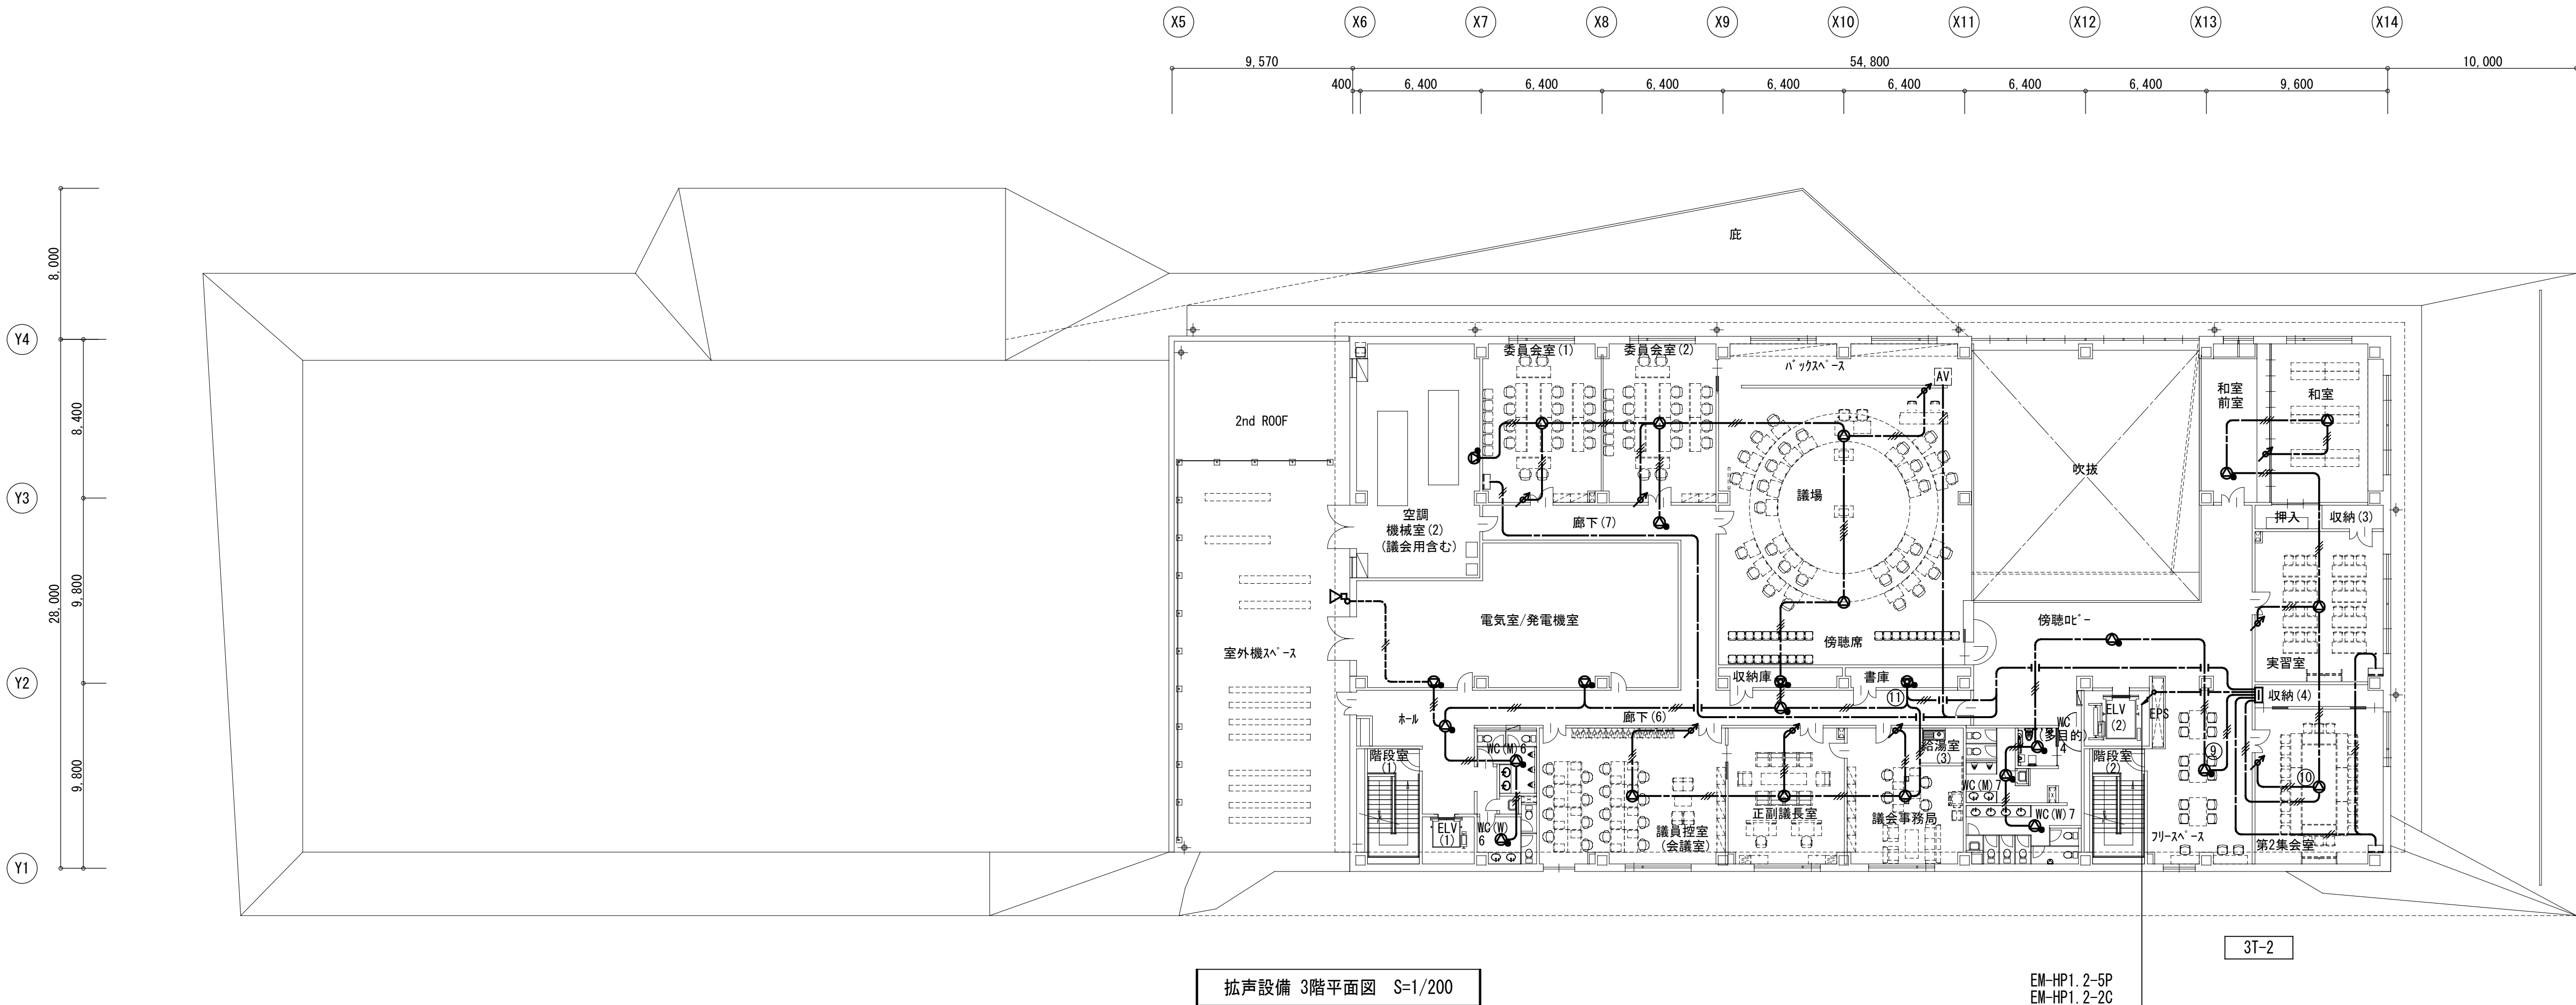 X5
X6
X7
X8
X9
X10
X11
X12
X13
X14
9,570
54,800
10,000
400
6,400
6,400
6,400
6,400
6,400
6,400
6,400
9,600
8,000
庇
Y4
委員会室(1)
委員会室(2)
バックスペース
AV
和室
前室
和室
8,400
2nd ROOF
吹抜
Y3
議場
空調
機械室(2)
(議会用含む)
廊下(7)
押入
収納(3)
28,000
9,800
電気室/発電機室
傍聴ロビー
傍聴席
室外機スペース
実習室
Y2
収納庫
書庫
⑪
収納(4)
ホール
廊下(6)
ELV
(2)
EPS
WC
(多目的)
4
WC(M)6
給湯室
(3)
階段室
(1)
階段室
(2)
⑨
⑩
9,800
WC(M)7
正副議長室
議会事務局
WC(W)7
ELV
(1)
WC(W)
6
議員控室
(会議室)
フリースペース
第2集会室
Y1
3T-2
拡声設備 3階平面図 S=1/200
EM-HP1.2-5P
EM-HP1.2-2C